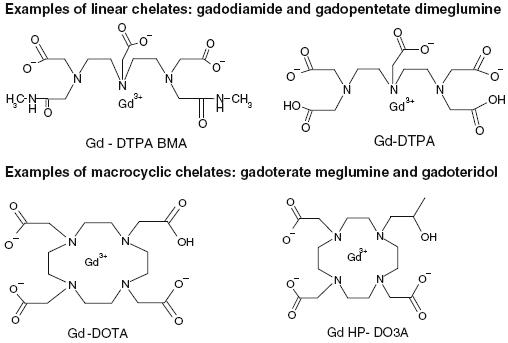 Examples of linear chelates: gadodiamide and gadopentetate dimeglumine
O O⁻ O O⁻ O O⁻
N N N
Gd³⁺
H₃C-N H O O N-CH₃ H
Gd - DTPA BMA
O O⁻ O O⁻ O O⁻
N N N
Gd³⁺
HO O OH O
Gd-DTPA
Examples of macrocyclic chelates: gadoterate meglumine and gadoteridol
O O⁻ O OH
N N
Gd³⁺
N N
O⁻ O O⁻ O
Gd -DOTA
O O⁻ OH
N N
Gd³⁺
N N
O⁻ O O⁻ O
Gd HP- DO3A